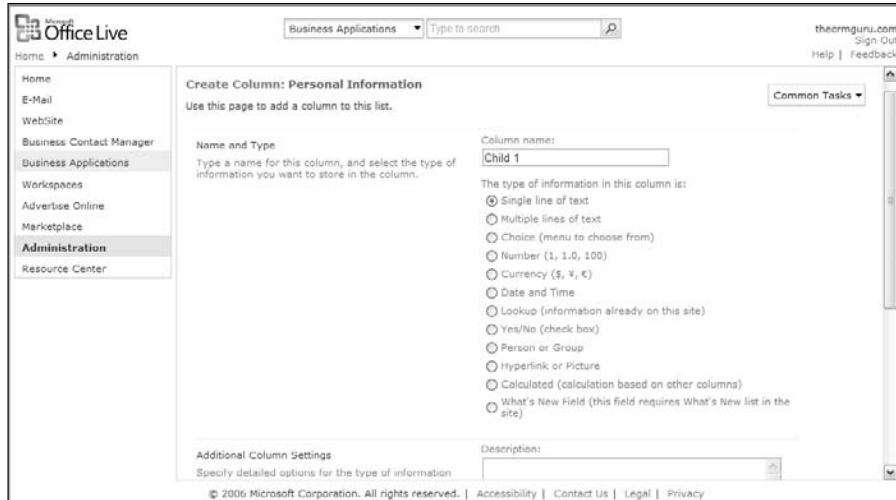 Microsoft
Office Live
Business Applications
Type to search
thecrmguru.com
Sign Out
Help | Feedback
Home ▸ Administration
Home
E-Mail
WebSite
Business Contact Manager
Business Applications
Workspaces
Advertise Online
Marketplace
Administration
Resource Center
Create Column: Personal Information
Use this page to add a column to this list.
Common Tasks
Name and Type
Type a name for this column, and select the type of
information you want to store in the column.
Column name:
Child 1
The type of information in this column is:
Single line of text
Multiple lines of text
Choice (menu to choose from)
Number (1, 1.0, 100)
Currency ($, ¥, €)
Date and Time
Lookup (information already on this site)
Yes/No (check box)
Person or Group
Hyperlink or Picture
Calculated (calculation based on other columns)
What's New Field (this field requires What's New list in the
site)
Additional Column Settings
Specify detailed options for the type of information
Description:
© 2006 Microsoft Corporation. All rights reserved. | Accessibility | Contact Us | Legal | Privacy